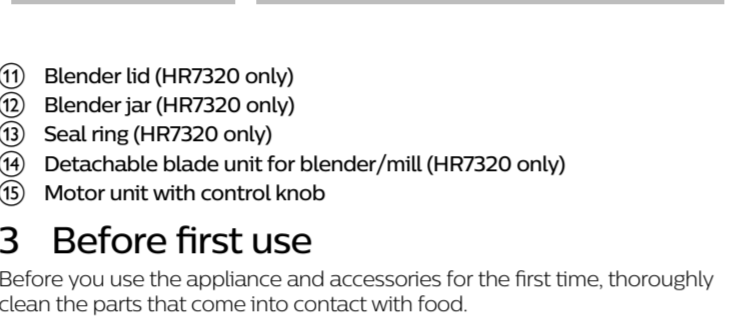 ⑪ Blender lid (HR7320 only)
⑫ Blender jar (HR7320 only)
⑬ Seal ring (HR7320 only)
⑭ Detachable blade unit for blender/mill (HR7320 only)
⑮ Motor unit with control knob
3 Before first use
Before you use the appliance and accessories for the first time, thoroughly
clean the parts that come into contact with food.